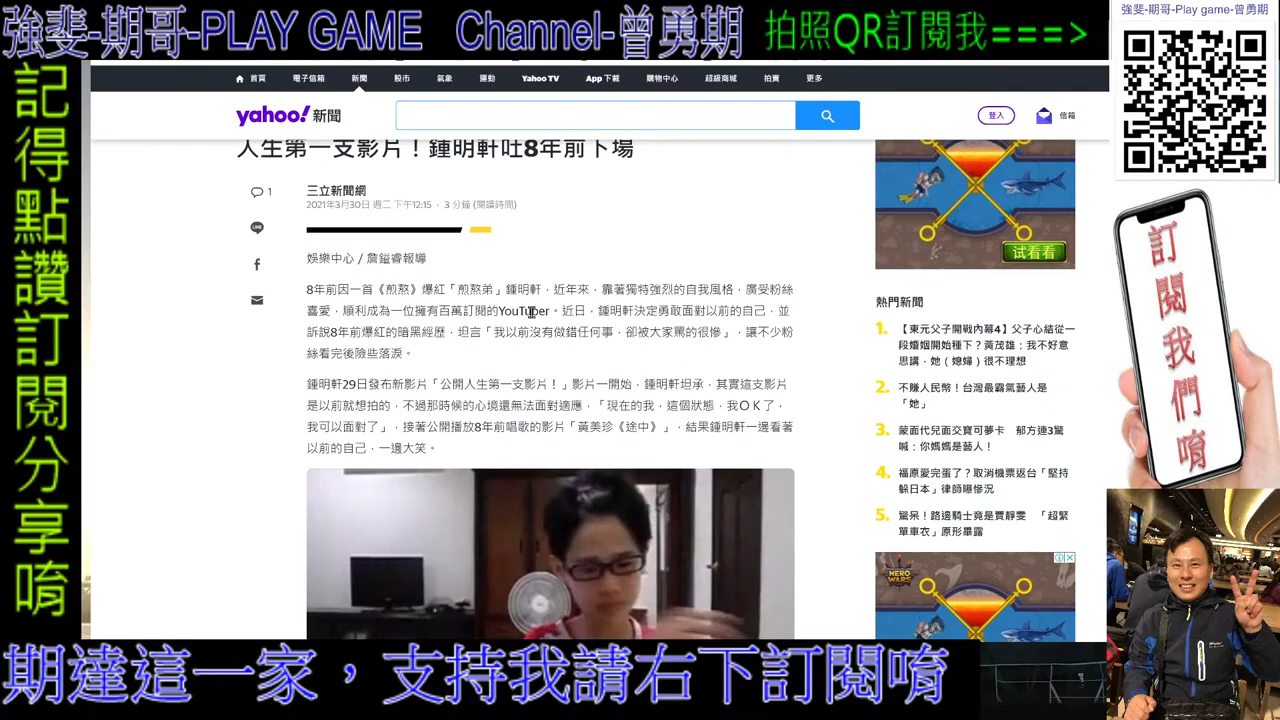 強斐-期哥-PLAY GAME Channel-曾勇期 拍照QR訂閱我===>
強斐-期哥-Play game-曾勇期
記得點讚訂閱分享唷
首頁 電子信箱 新聞 股市 氣象 運動 Yahoo TV App 下載 購物中心 超級商城 拍賣 更多
yahoo!新聞
登入 信箱
人生第一支影片!鍾明軒吐8年前下場
1
三立新聞網
2021年3月30日 週二 下午12:15 · 3 分鐘 (閱讀時間)
LINE
娛樂中心 / 詹鎰睿報導
8年前因一首《煎熬》爆紅「煎熬弟」鍾明軒,近年來,靠著獨特強烈的自我風格,廣受粉絲
喜愛,順利成為一位擁有百萬訂閱的YouTuber。近日,鍾明軒決定勇敢面對以前的自己,並
訴說8年前爆紅的暗黑經歷,坦言「我以前沒有做錯任何事,卻被大家罵的很慘」,讓不少粉
絲看完後險些落淚。
鍾明軒29日發布新影片「公開人生第一支影片!」影片一開始,鍾明軒坦承,其實這支影片
是以前就想拍的,不過那時候的心境還無法面對適應,「現在的我,這個狀態,我OK了,
我可以面對了」,接著公開播放8年前唱歌的影片「黃美珍《途中》」,結果鍾明軒一邊看著
以前的自己,一邊大笑。
试看看
熱門新聞
1. 【東元父子開戰內幕4】父子心結從一
段婚姻開始種下?黃茂雄:我不好意
思講,她(媳婦)很不理想
2. 不賺人民幣!台灣最霸氣藝人是
「她」
3. 蒙面代兒面交寶可夢卡 郁方連3驚
喊:你媽媽是藝人!
4. 福原愛完蛋了?取消機票返台「堅持
躲日本」律師曝慘況
5. 驚呆!路邊騎士竟是賈靜雯 「超緊
單車衣」原形畢露
HERO
WARS
訂閱我們唷
期達這一家,支持我請右下訂閱唷